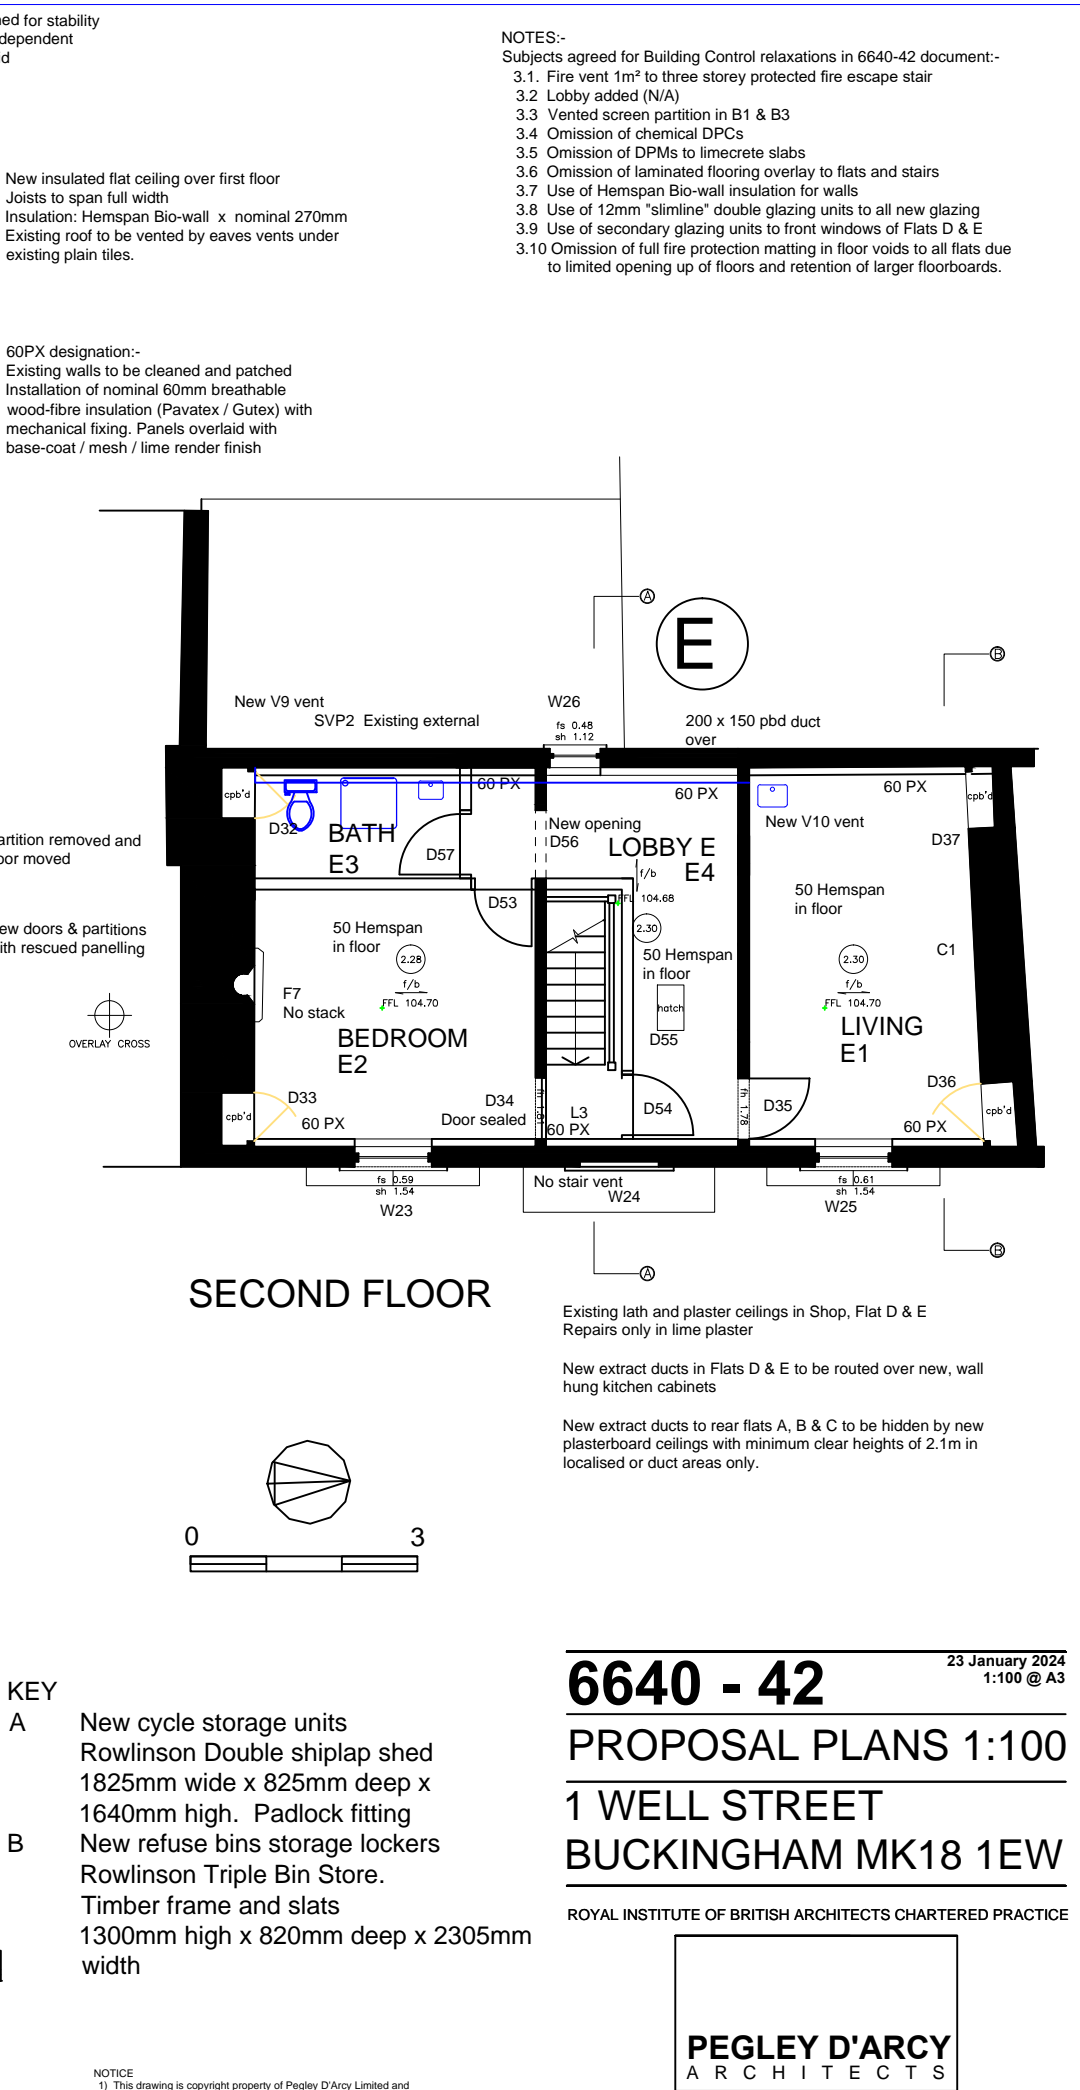 ed for stability
dependent
d
NOTES:-
Subjects agreed for Building Control relaxations in 6640-42 document:-
3.1. Fire vent 1m² to three storey protected fire escape stair
3.2 Lobby added (N/A)
3.3 Vented screen partition in B1 & B3
3.4 Omission of chemical DPCs
3.5 Omission of DPMs to limecrete slabs
3.6 Omission of laminated flooring overlay to flats and stairs
3.7 Use of Hemspan Bio-wall insulation for walls
3.8 Use of 12mm "slimline" double glazing units to all new glazing
3.9 Use of secondary glazing units to front windows of Flats D & E
3.10 Omission of full fire protection matting in floor voids to all flats due
to limited opening up of floors and retention of larger floorboards.
New insulated flat ceiling over first floor
Joists to span full width
Insulation: Hemspan Bio-wall x nominal 270mm
Existing roof to be vented by eaves vents under
existing plain tiles.
60PX designation:-
Existing walls to be cleaned and patched
Installation of nominal 60mm breathable
wood-fibre insulation (Pavatex / Gutex) with
mechanical fixing. Panels overlaid with
base-coat / mesh / lime render finish
A
E
B
New V9 vent
SVP2 Existing external
W26
fs 0.48
sh 1.12
200 x 150 pbd duct
over
cpb'd
60 PX
60 PX
60 PX
cpb'd
D32
BATH
E3
D57
New opening
D56
LOBBY E
E4
New V10 vent
D37
artition removed and
oor moved
f/b
FFL 104.68
2.30
D53
50 Hemspan
in floor
50 Hemspan
in floor
ew doors & partitions
ith rescued panelling
2.28
f/b
FFL 104.70
50 Hemspan
in floor
C1
2.30
f/b
FFL 104.70
F7
No stack
hatch
OVERLAY CROSS
BEDROOM
E2
D55
LIVING
E1
D33
D34
Door sealed
fh 1.81
L3
D54
fh 1.78
D35
D36
cpb'd
cpb'd
60 PX
60 PX
60 PX
fs 0.59
sh 1.54
W23
No stair vent
W24
fs 0.61
sh 1.54
W25
B
A
SECOND FLOOR
Existing lath and plaster ceilings in Shop, Flat D & E
Repairs only in lime plaster
New extract ducts in Flats D & E to be routed over new, wall
hung kitchen cabinets
New extract ducts to rear flats A, B & C to be hidden by new
plasterboard ceilings with minimum clear heights of 2.1m in
localised or duct areas only.
0 3
KEY
A New cycle storage units
Rowlinson Double shiplap shed
1825mm wide x 825mm deep x
1640mm high. Padlock fitting
B New refuse bins storage lockers
Rowlinson Triple Bin Store.
Timber frame and slats
1300mm high x 820mm deep x 2305mm
width
6640 - 42
23 January 2024
1:100 @ A3
PROPOSAL PLANS 1:100
1 WELL STREET
BUCKINGHAM MK18 1EW
ROYAL INSTITUTE OF BRITISH ARCHITECTS CHARTERED PRACTICE
PEGLEY D'ARCY
ARCHITECTS
NOTICE
1) This drawing is copyright property of Pegley D'Arcy Limited and